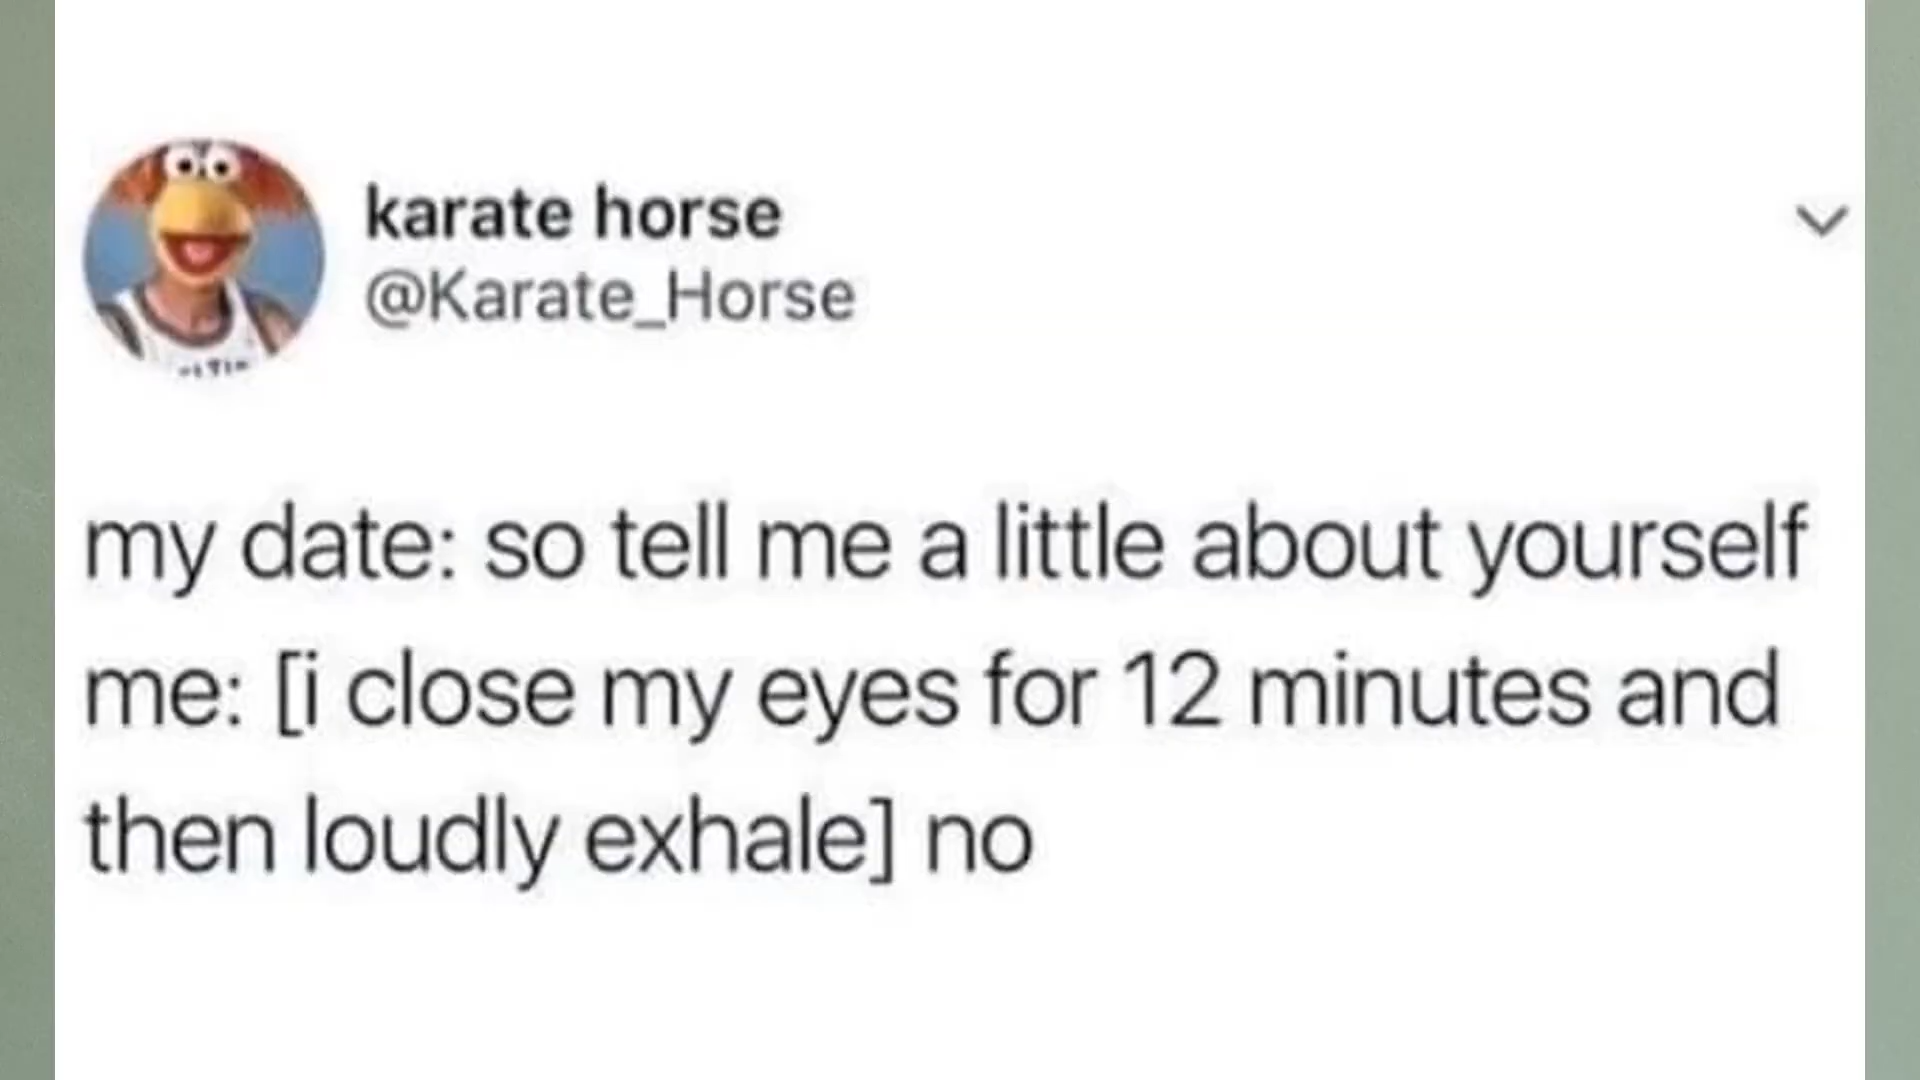 karate horse
@Karate_Horse
my date: so tell me a little about yourself
me: [i close my eyes for 12 minutes and
then loudly exhale] no